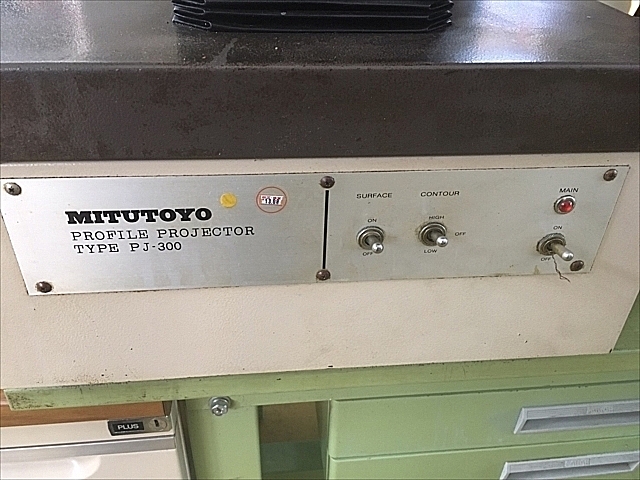 MITUTOYO
PROFILE PROJECTOR
TYPE PJ-300
SURFACE
ON
OFF
CONTOUR
HIGH
OFF
LOW
MAIN
ON
OFF
PLUS